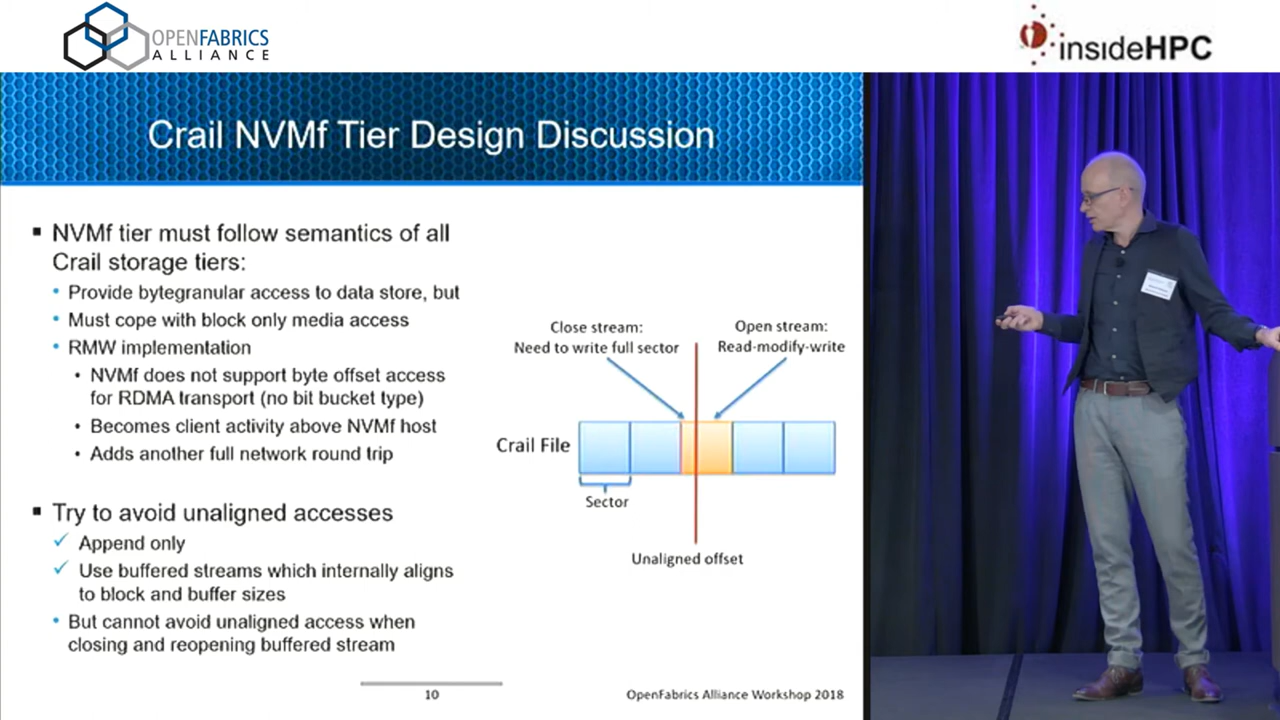 OPENFABRICS
ALLIANCE
insideHPC
Crail NVMf Tier Design Discussion
▪ NVMf tier must follow semantics of all
Crail storage tiers:
• Provide bytegranular access to data store, but
• Must cope with block only media access
• RMW implementation
• NVMf does not support byte offset access
for RDMA transport (no bit bucket type)
• Becomes client activity above NVMf host
• Adds another full network round trip
▪ Try to avoid unaligned accesses
✓ Append only
✓ Use buffered streams which internally aligns
to block and buffer sizes
• But cannot avoid unaligned access when
closing and reopening buffered stream
Close stream:
Need to write full sector
Open stream:
Read-modify-write
Crail File
Sector
Unaligned offset
10
OpenFabrics Alliance Workshop 2018